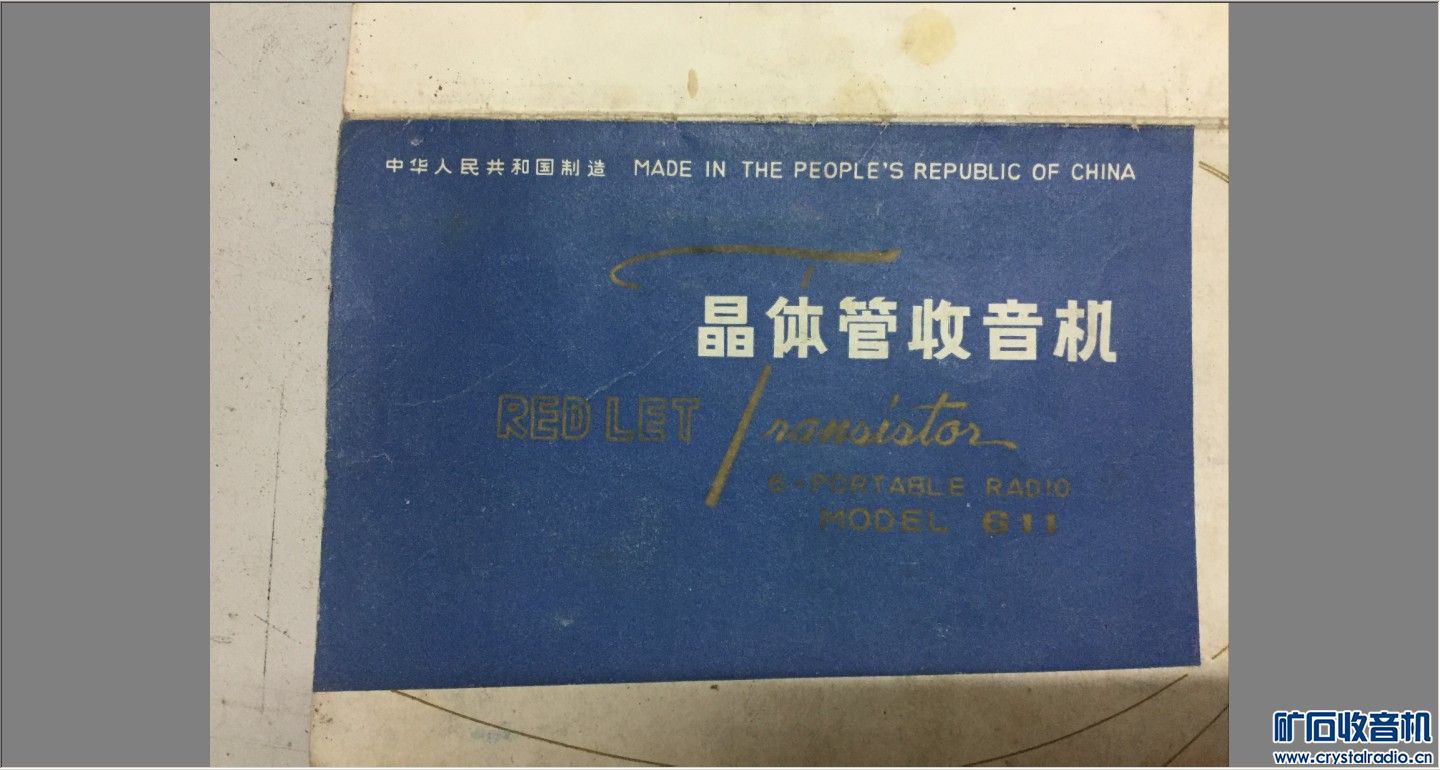 中华人民共和国制造 MADE IN THE PEOPLE'S REPUBLIC OF CHINA
晶体管收音机
RED LET Transistor
6-PORTABLE RADIO
MODEL 611
矿石收音机
www.crystalradio.cn